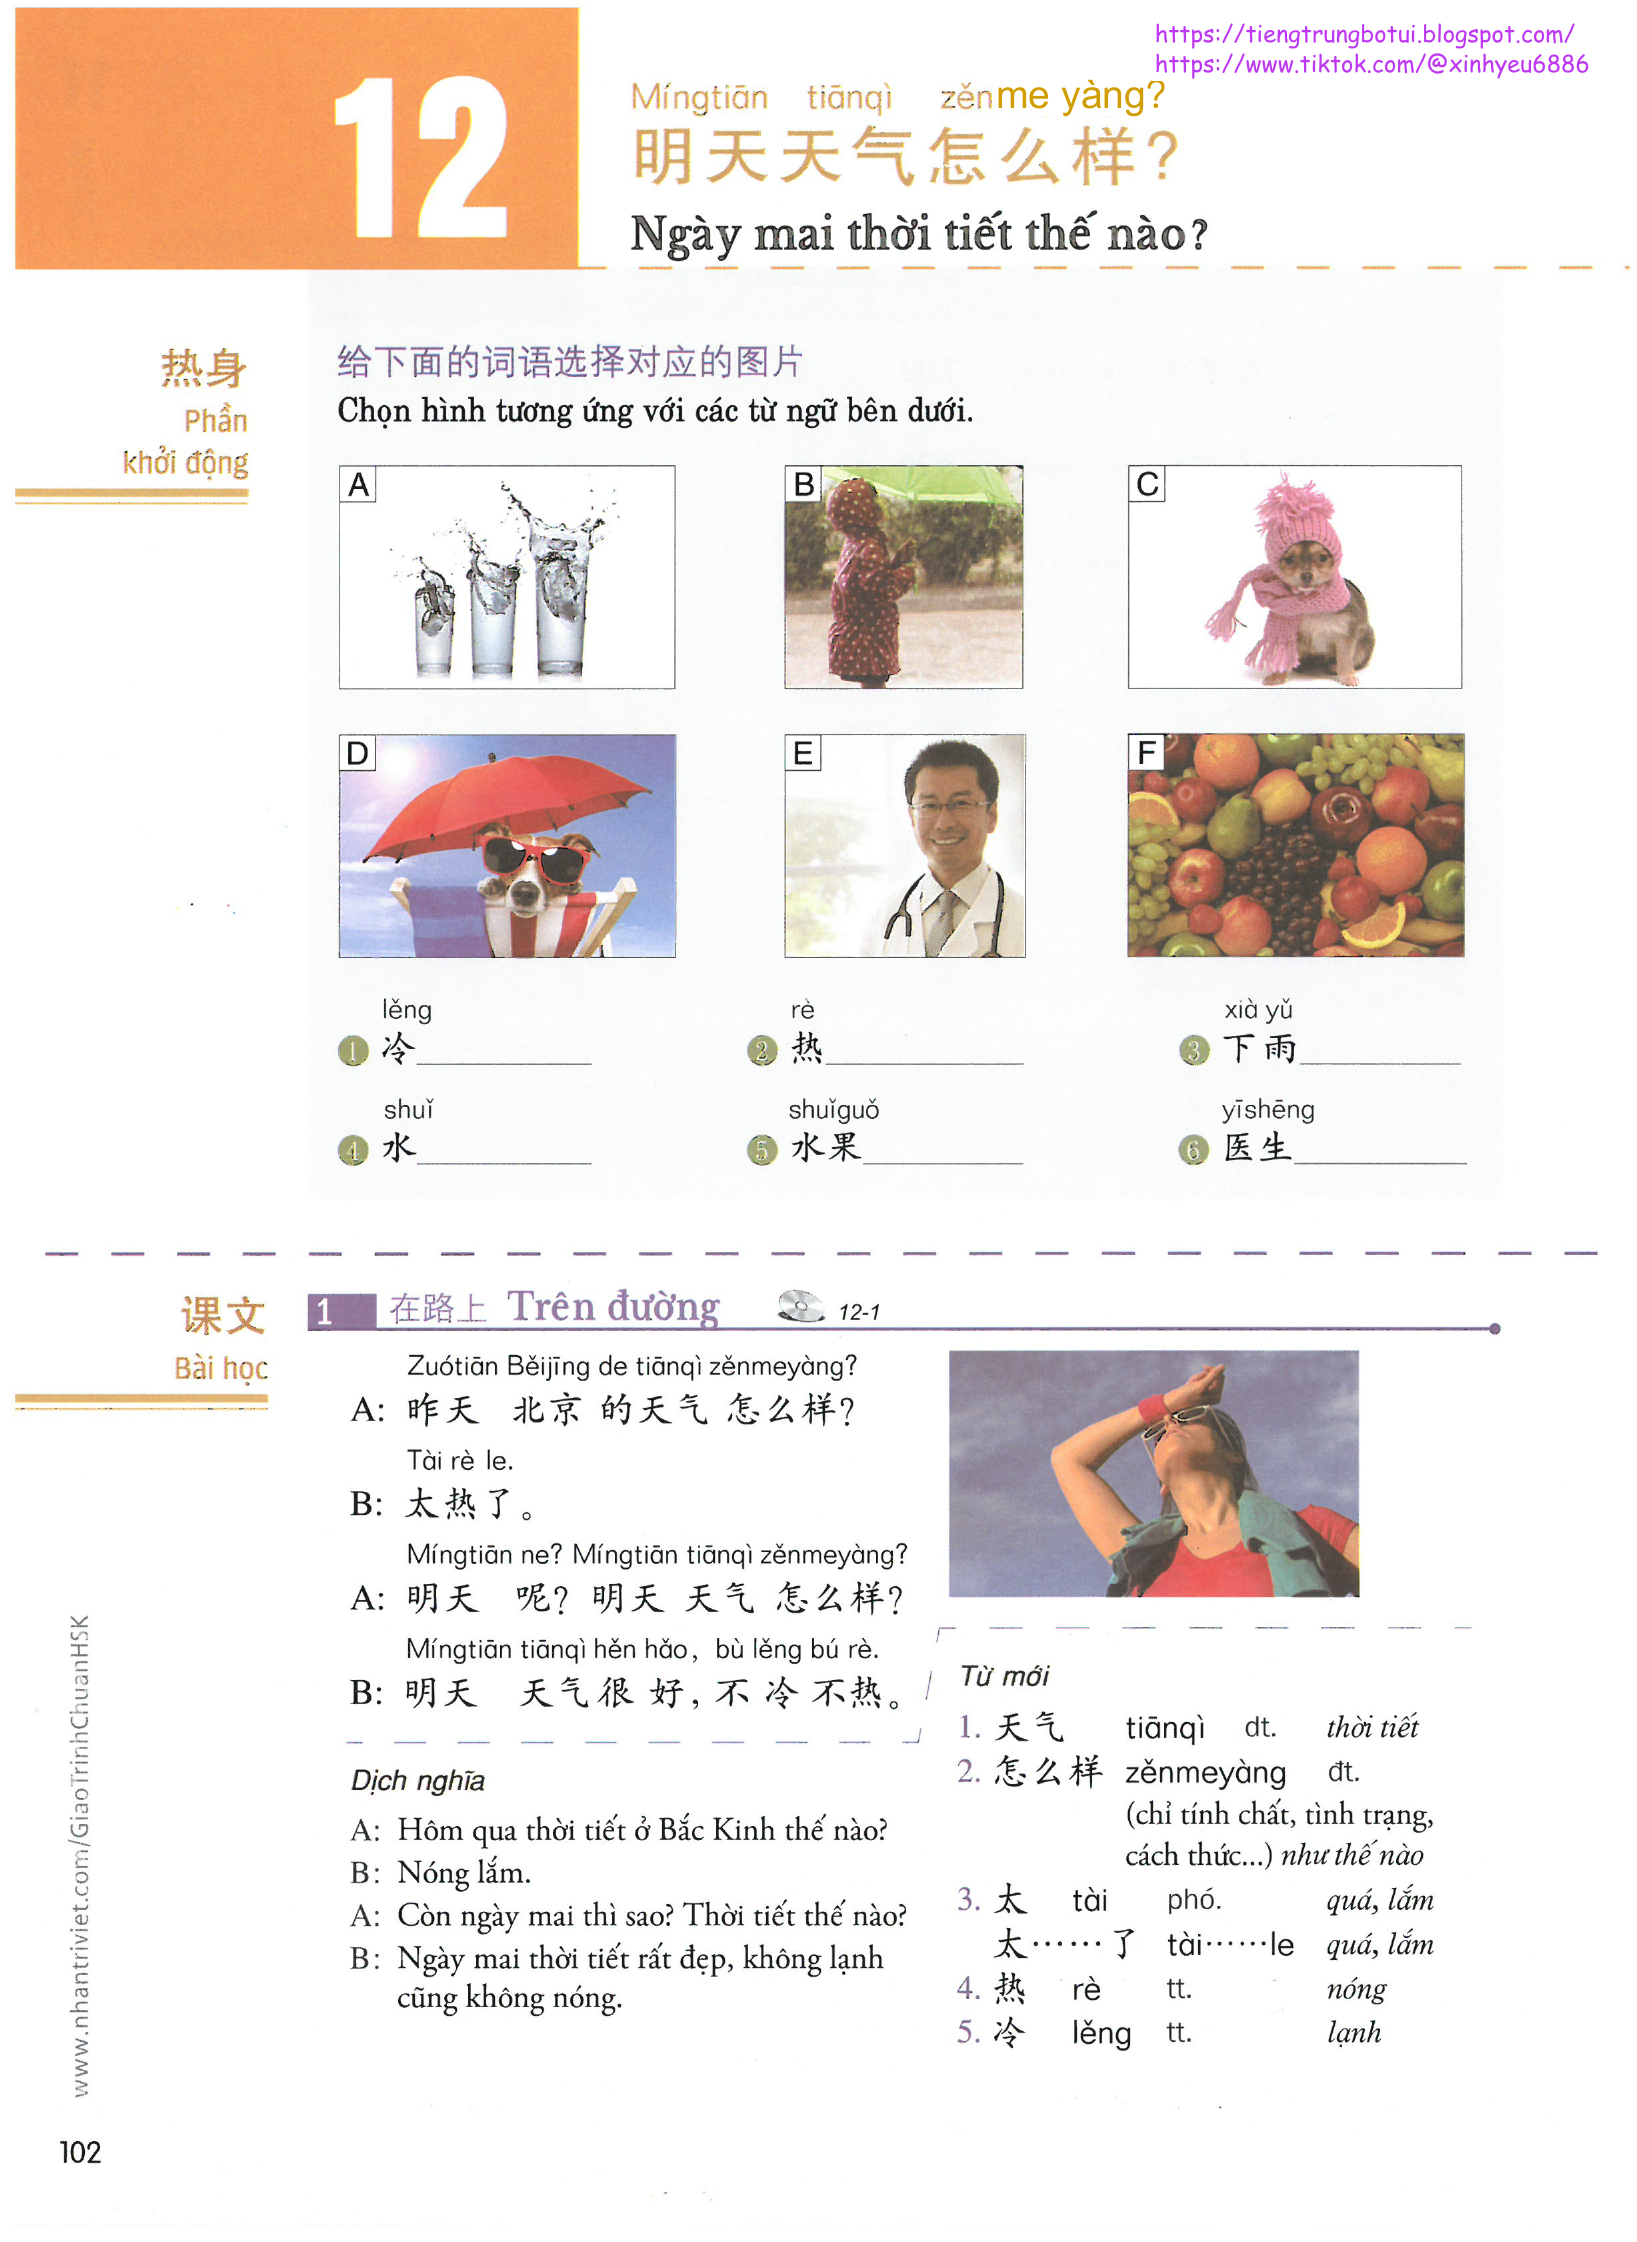 https://tiengtrungbotui.blogspot.com/
https://www.tiktok.com/@xinhyeu6886
12
Míngtiān tiānqì zěnme yàng?
明天天气怎么样?
Ngày mai thời tiết thế nào?
热身
Phần
khởi động
给下面的词语选择对应的图片
Chọn hình tương ứng với các từ ngữ bên dưới.
A
B
C
D
E
F
lěng
rè
xià yǔ
1 冷
2 热
3 下雨
shuǐ
shuǐguǒ
yīshēng
4 水
5 水果
6 医生
课文
Bài học
1 在路上 Trên đường 12-1
Zuótiān Běijīng de tiānqì zěnmeyàng?
A: 昨天 北京 的天气 怎么样?
Tài rè le.
B: 太热了。
Míngtiān ne? Míngtiān tiānqì zěnmeyàng?
A: 明天 呢? 明天 天气 怎么样?
Míngtiān tiānqì hěn hǎo, bù lěng bú rè.
B: 明天 天气很 好, 不 冷 不热。
Dịch nghĩa
A: Hôm qua thời tiết ở Bắc Kinh thế nào?
B: Nóng lắm.
A: Còn ngày mai thì sao? Thời tiết thế nào?
B: Ngày mai thời tiết rất đẹp, không lạnh
cũng không nóng.
Từ mới
1. 天气 tiānqì dt. thời tiết
2. 怎么样 zěnmeyàng đt.
(chỉ tính chất, tình trạng,
cách thức...) như thế nào
3. 太 tài phó. quá, lắm
太······了 tài······le quá, lắm
4. 热 rè tt. nóng
5. 冷 lěng tt. lạnh
www.nhantriviet.com/GiaoTrinhChuanHSK
102